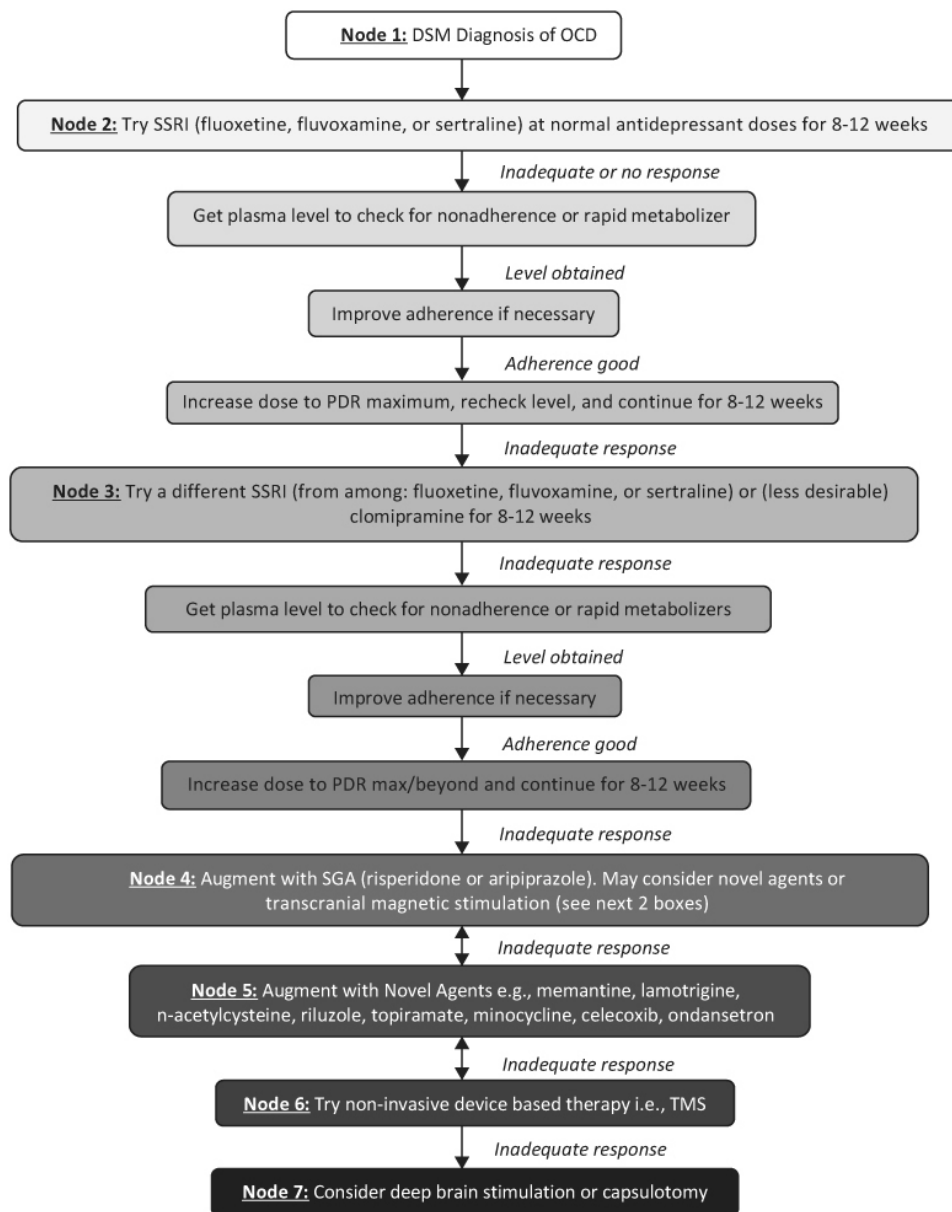 Node 1: DSM Diagnosis of OCD
Node 2: Try SSRI (fluoxetine, fluvoxamine, or sertraline) at normal antidepressant doses for 8-12 weeks
Inadequate or no response
Get plasma level to check for nonadherence or rapid metabolizer
Level obtained
Improve adherence if necessary
Adherence good
Increase dose to PDR maximum, recheck level, and continue for 8-12 weeks
Inadequate response
Node 3: Try a different SSRI (from among: fluoxetine, fluvoxamine, or sertraline) or (less desirable)
clomipramine for 8-12 weeks
Inadequate response
Get plasma level to check for nonadherence or rapid metabolizers
Level obtained
Improve adherence if necessary
Adherence good
Increase dose to PDR max/beyond and continue for 8-12 weeks
Inadequate response
Node 4: Augment with SGA (risperidone or aripiprazole). May consider novel agents or
transcranial magnetic stimulation (see next 2 boxes)
Inadequate response
Node 5: Augment with Novel Agents e.g., memantine, lamotrigine,
n-acetylcysteine, riluzole, topiramate, minocycline, celecoxib, ondansetron
Inadequate response
Node 6: Try non-invasive device based therapy i.e., TMS
Inadequate response
Node 7: Consider deep brain stimulation or capsulotomy